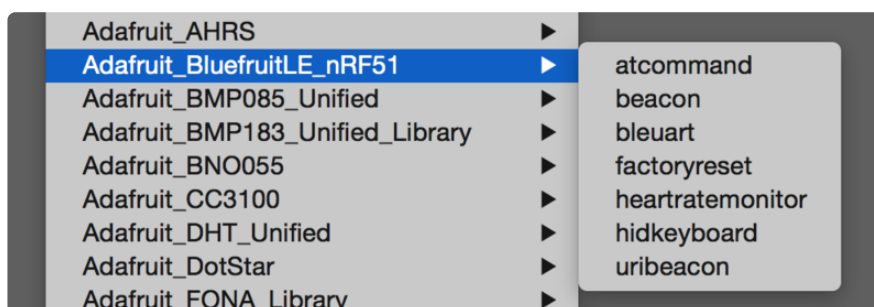 Adafruit_AHRS
Adafruit_BluefruitLE_nRF51
Adafruit_BMP085_Unified
Adafruit_BMP183_Unified_Library
Adafruit_BNO055
Adafruit_CC3100
Adafruit_DHT_Unified
Adafruit_DotStar
Adafruit_FONA_Library
atcommand
beacon
bleuart
factoryreset
heartratemonitor
hidkeyboard
uribeacon